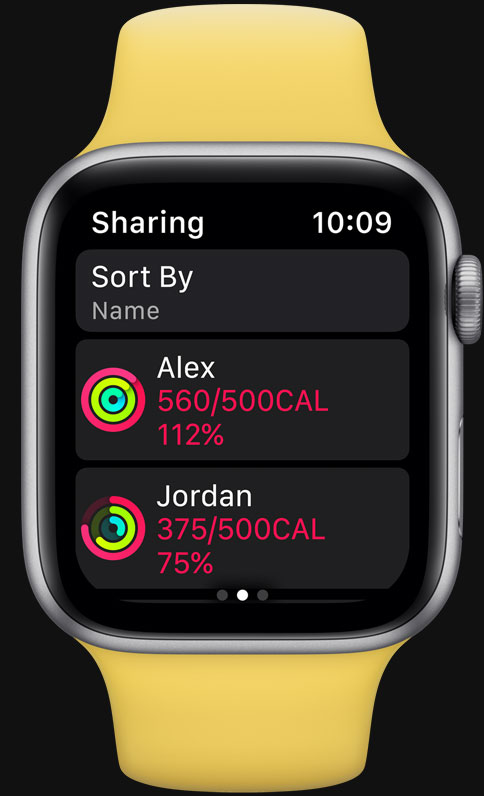 Sharing 10:09
Sort By
Name
Alex
560/500CAL
112%
Jordan
375/500CAL
75%